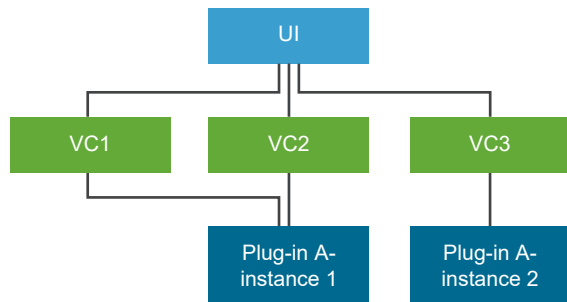 UI
VC1
VC2
VC3
Plug-in A-
instance 1
Plug-in A-
instance 2